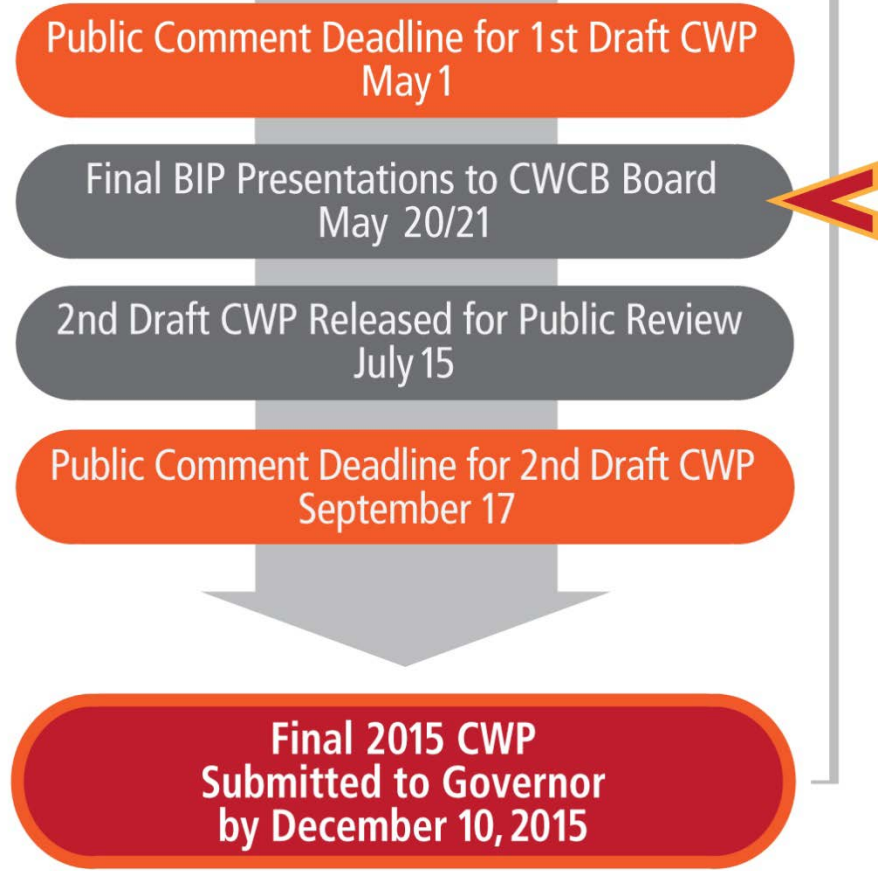 Public Comment Deadline for 1st Draft CWP
May 1
Final BIP Presentations to CWCB Board
May 20/21
2nd Draft CWP Released for Public Review
July 15
Public Comment Deadline for 2nd Draft CWP
September 17
Final 2015 CWP
Submitted to Governor
by December 10, 2015